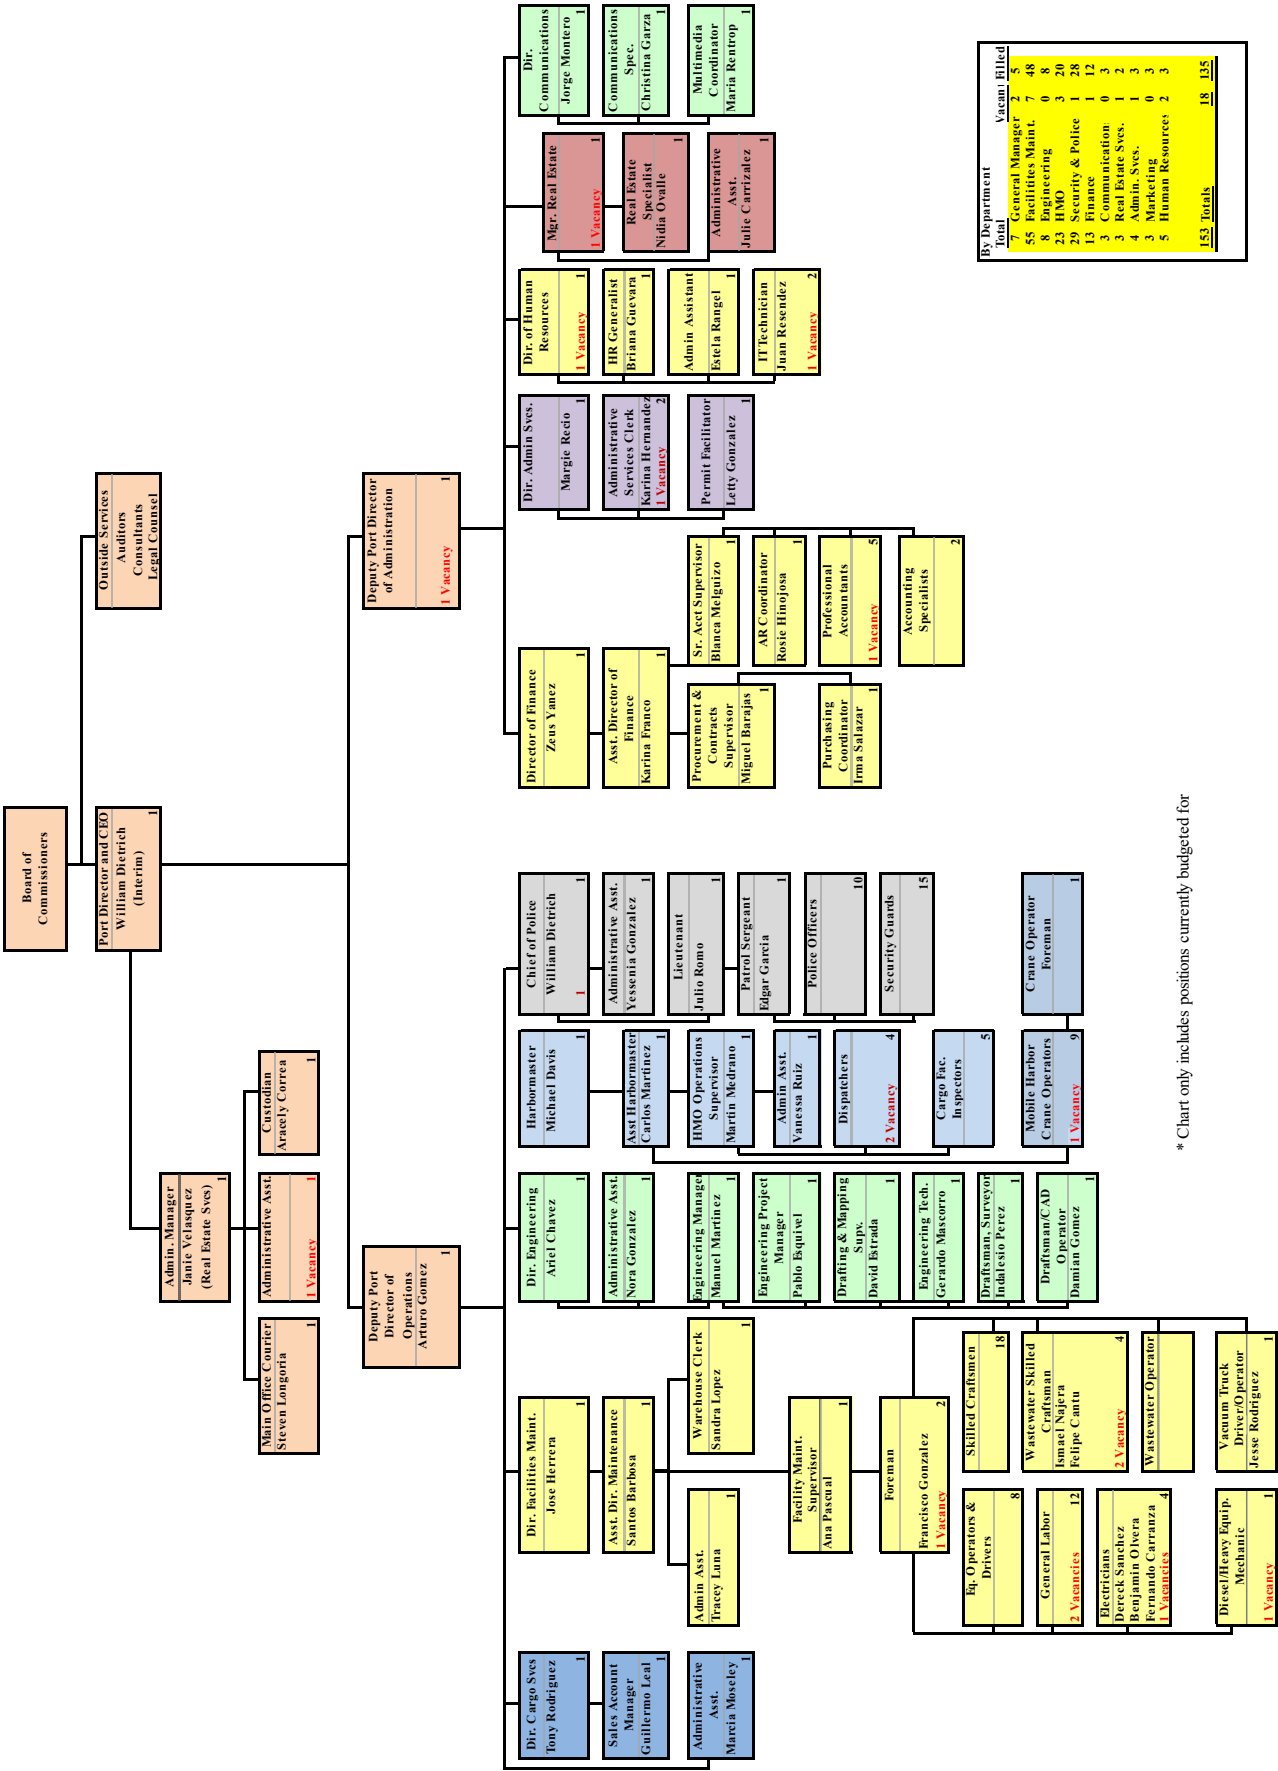 Board of
Commissioners
Port Director and CEO
William Dietrich
(Interim)
1
Outside Services
Auditors
Consultants
Legal Counsel
Admin. Manager
Janie Velasquez
(Real Estate Svcs)
1
Main Office Courier
Steven Longoria
1
Administrative Asst.
1 Vacancy
1
Custodian
Aracely Correa
1
Deputy Port
Director of
Operations
Arturo Gomez
1
Deputy Port Director
of Administration
1 Vacancy
1
Dir. Cargo Svcs
Tony Rodriguez
1
Sales Account
Manager
Guillermo Leal
1
Administrative
Asst.
Marcia Moseley
1
Dir. Facilities Maint.
Jose Herrera
1
Asst. Dir. Maintenance
Santos Barbosa
1
Admin Asst.
Tracey Luna
1
Warehouse Clerk
Sandra Lopez
1
Facility Maint.
Supervisor
Ana Pascual
1
Foreman
Francisco Gonzalez
1 Vacancy
2
Eq. Operators &
Drivers
8
Skilled Craftsmen
18
General Labor
2 Vacancies
12
Wastewater Skilled
Craftsman
Ismael Najera
Felipe Cantu
2 Vacancy
4
Electricians
Dereck Sanchez
Benjamin Olvera
Fernando Carranza
1 Vacancies
4
Wastewater Operator
Diesel/Heavy Equip.
Mechanic
1 Vacancy
1
Vacuum Truck
Driver/Operator
Jesse Rodriguez
1
Dir. Engineering
Ariel Chavez
1
Administrative Asst.
Nora Gonzalez
1
Engineering Manager
Manuel Martinez
1
Engineering Project
Manager
Pablo Esquivel
1
Drafting & Mapping
Supv.
David Estrada
1
Engineering Tech.
Gerardo Mascorro
1
Draftsman, Surveyor
Indalesio Perez
1
Draftsman/CAD
Operator
Damian Gomez
1
Harbormaster
Michael Davis
1
Asst Harbormaster
Carlos Martinez
1
HMO Operations
Supervisor
Martin Medrano
1
Admin Asst.
Vanessa Ruiz
1
Dispatchers
2 Vacancy
4
Cargo Fac.
Inspectors
5
Mobile Harbor
Crane Operators
1 Vacancy
9
Crane Operator
Foreman
1
Chief of Police
William Dietrich
1
1
Administrative Asst.
Yessenia Gonzalez
1
Lieutenant
Julio Romo
1
Patrol Sergeant
Edgar Garcia
1
Police Officers
10
Security Guards
15
Director of Finance
Zeus Yanez
1
Asst. Director of
Finance
Karina Franco
1
Procurement &
Contracts
Supervisor
Miguel Barajas
1
Purchasing
Coordinator
Irma Salazar
1
Sr. Acct Supervisor
Blanca Melguizo
1
AR Coordinator
Rosie Hinojosa
1
Professional
Accountants
1 Vacancy
5
Accounting
Specialists
2
Dir. Admin Svcs.
Margie Recio
1
Administrative
Services Clerk
Karina Hernandez
1 Vacancy
2
Permit Facilitator
Letty Gonzalez
1
Dir. of Human
Resources
1 Vacancy
1
HR Generalist
Briana Guevara
1
Admin Assistant
Estela Rangel
1
IT Technician
Juan Resendez
1 Vacancy
2
Mgr. Real Estate
1 Vacancy
1
Real Estate
Specialist
Nidia Ovalle
1
Administrative
Asst.
Julie Carrizalez
1
Dir.
Communications
Jorge Montero
1
Communications
Spec.
Christina Garza
1
Multimedia
Coordinator
Maria Rentrop
1
By Department
Total Vacant Filled
7 General Manager 2 5
55 Facilitites Maint. 7 48
8 Engineering 0 8
23 HMO 3 20
29 Security & Police 1 28
13 Finance 1 12
3 Communications 0 3
3 Real Estate Svcs. 1 2
4 Admin. Svcs. 1 3
3 Marketing 0 3
5 Human Resources 2 3
153 Totals 18 135
* Chart only includes positions currently budgeted for